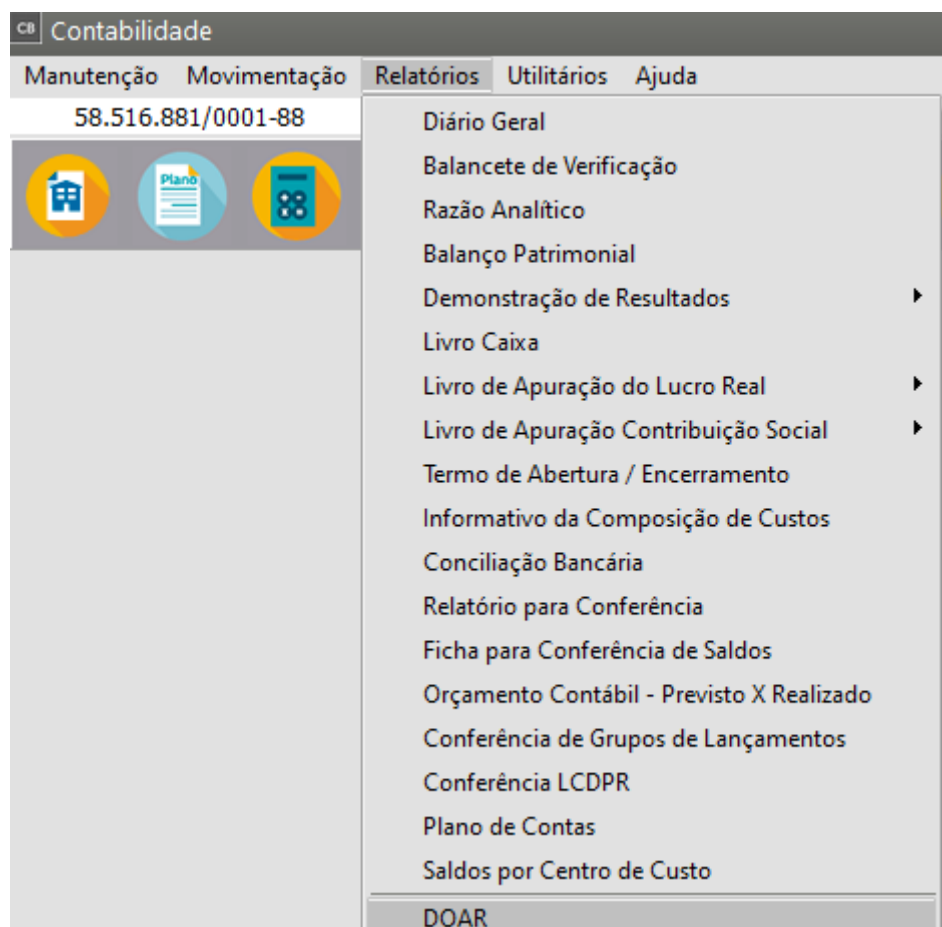 CB Contabilidade
Manutenção Movimentação Relatórios Utilitários Ajuda
58.516.881/0001-88
Plano
Diário Geral
Balancete de Verificação
Razão Analítico
Balanço Patrimonial
Demonstração de Resultados
Livro Caixa
Livro de Apuração do Lucro Real
Livro de Apuração Contribuição Social
Termo de Abertura / Encerramento
Informativo da Composição de Custos
Conciliação Bancária
Relatório para Conferência
Ficha para Conferência de Saldos
Orçamento Contábil - Previsto X Realizado
Conferência de Grupos de Lançamentos
Conferência LCDPR
Plano de Contas
Saldos por Centro de Custo
DOAR